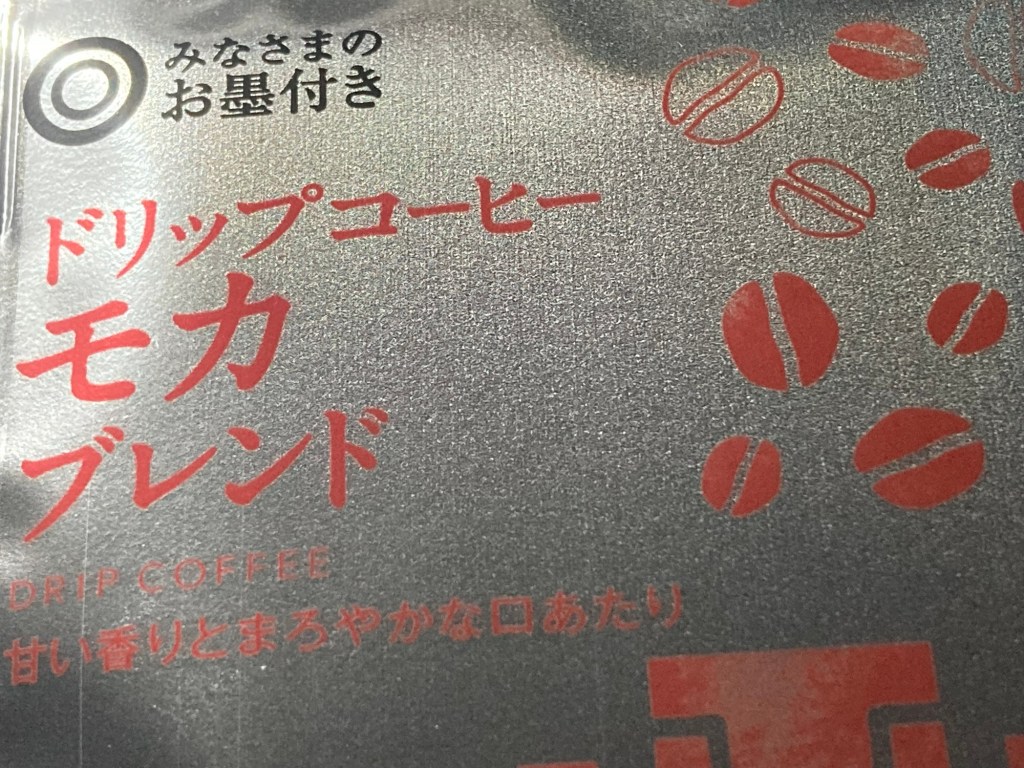 みなさまの
お墨付き
ドリップコーヒー
モカ
ブレンド
DRIP COFFEE
甘い香りとまろやかな口あたり